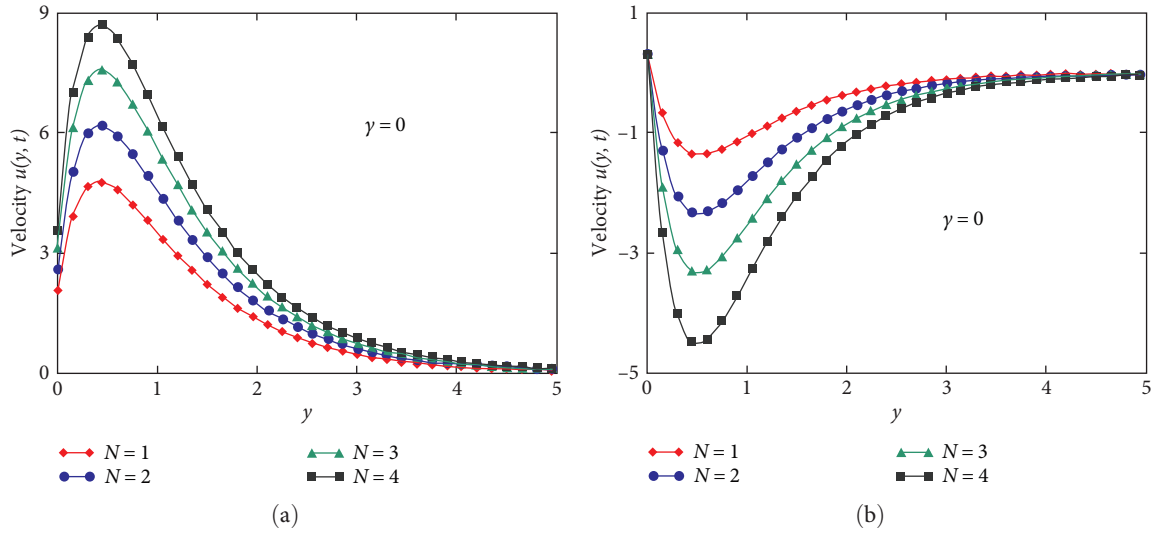 9
6
3
0
Velocity u(y, t)
γ = 0
0
1
2
3
4
5
y
N = 1
N = 2
N = 3
N = 4
(a)
1
−1
−3
−5
Velocity u(y, t)
γ = 0
0
1
2
3
4
5
y
N = 1
N = 2
N = 3
N = 4
(b)